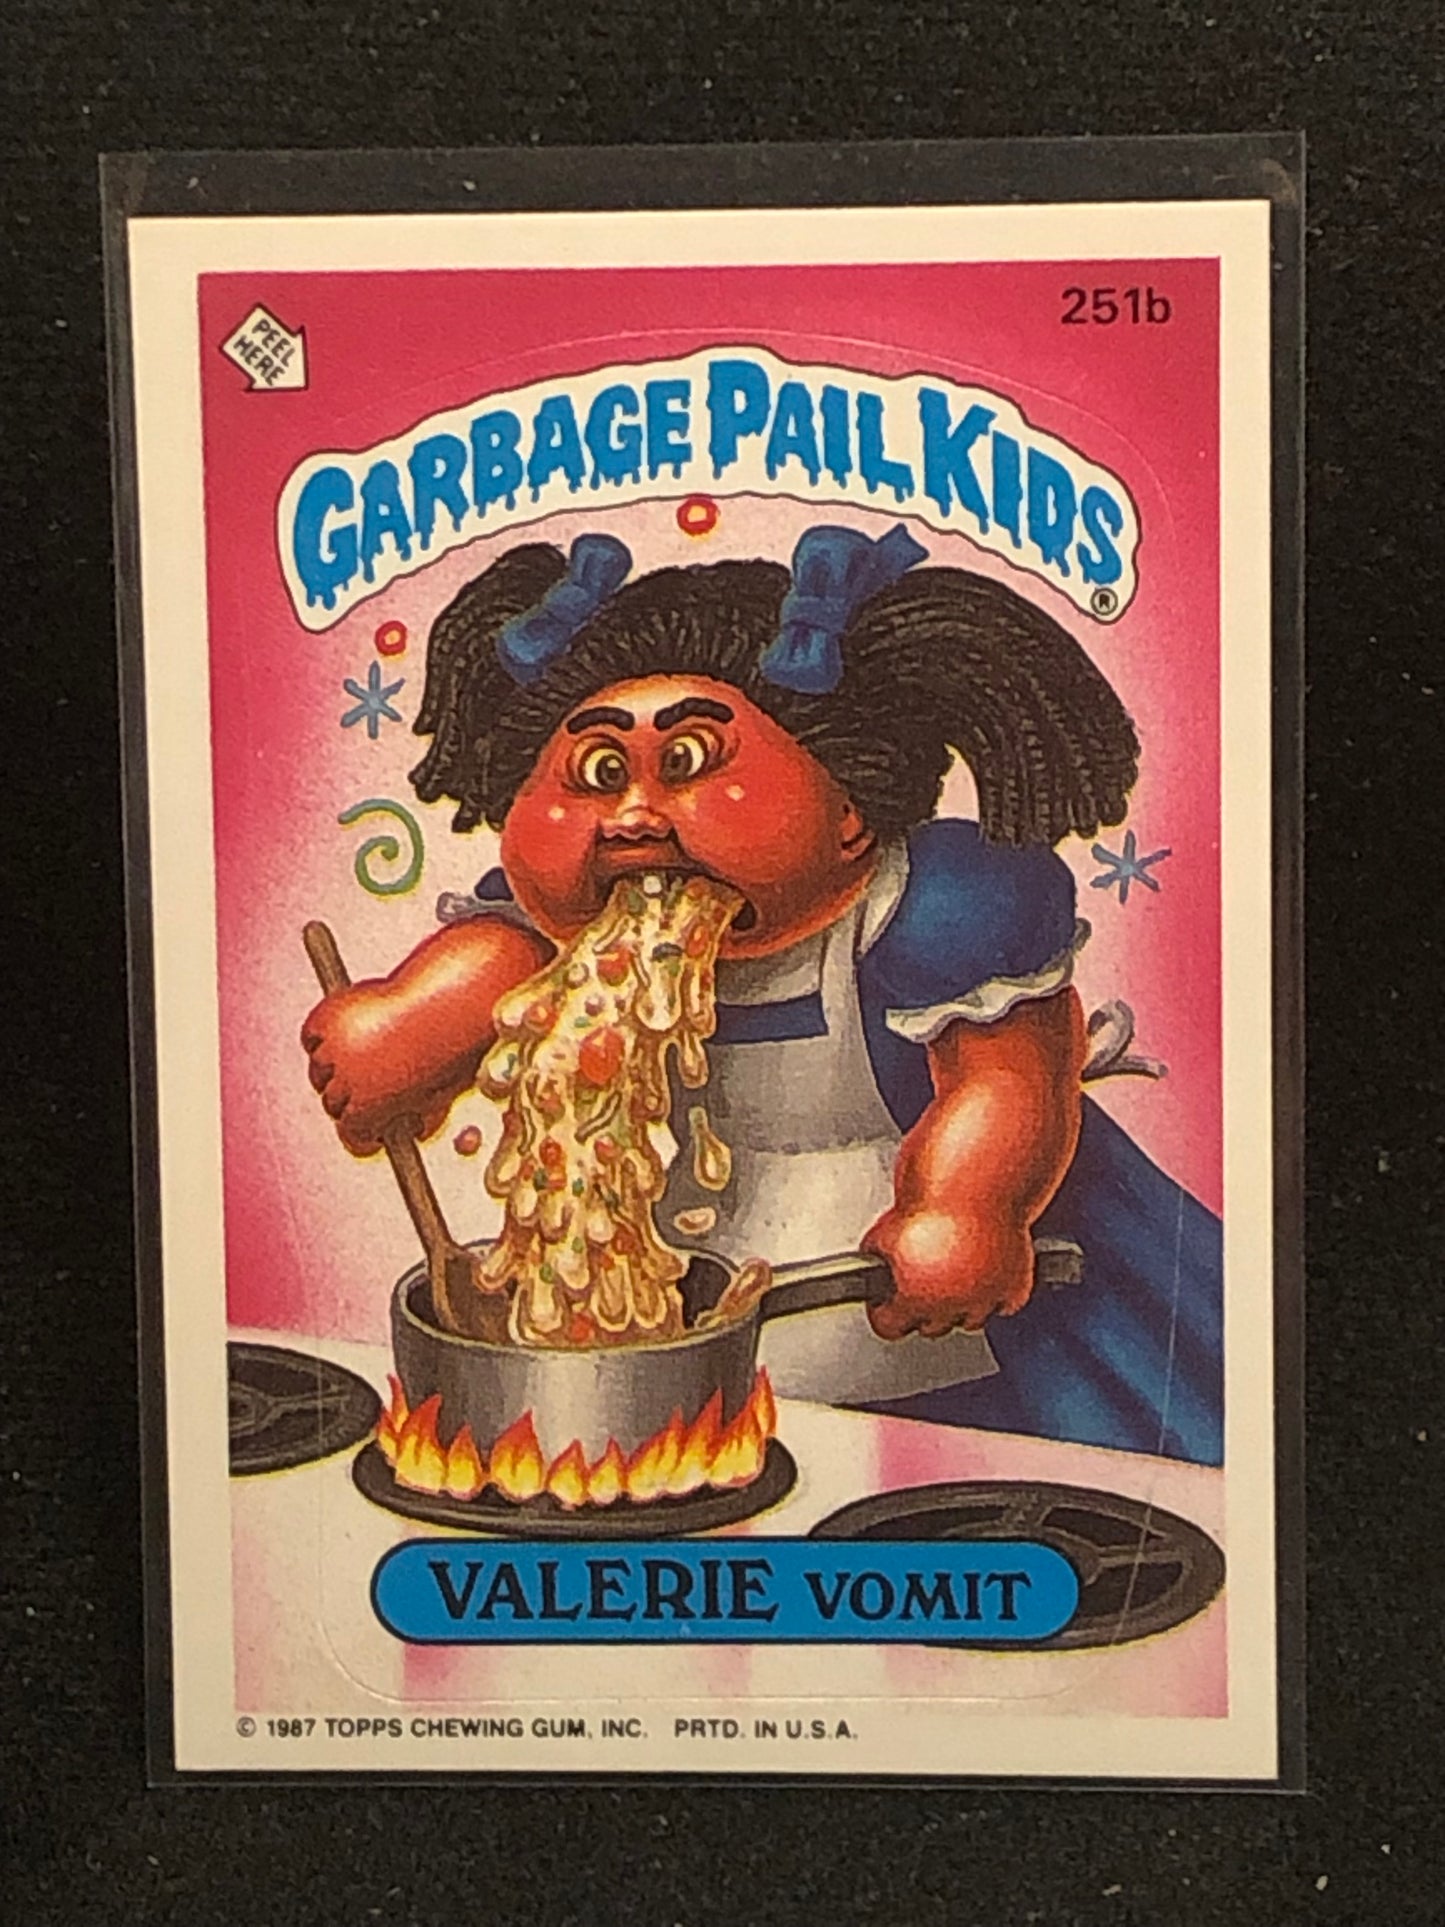 PEEL
HERE
251b
GARBAGE PAIL KIDS
®
VALERIE VOMIT
© 1987 TOPPS CHEWING GUM, INC. PRTD. IN U.S.A.